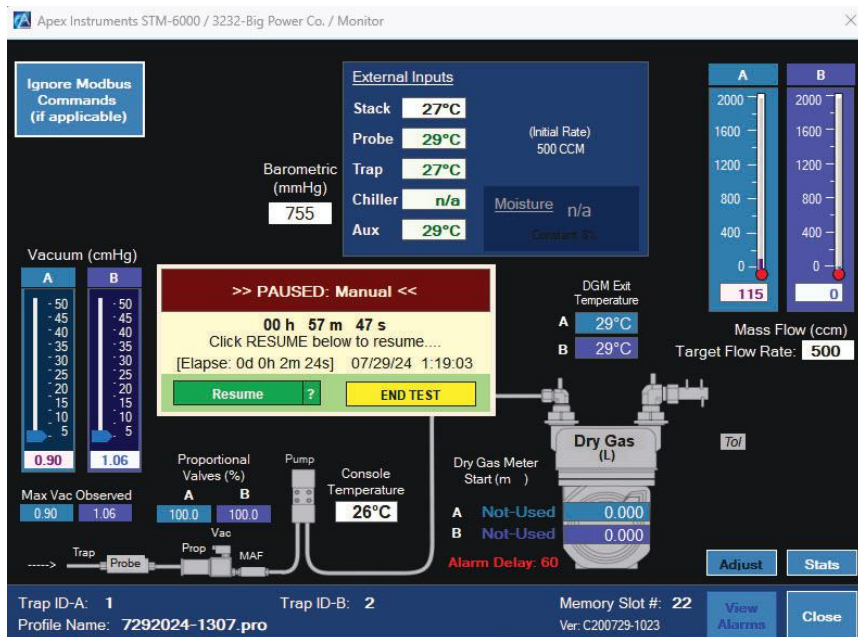 Apex Instruments STM-6000 / 3232-Big Power Co. / Monitor
Ignore Modbus
Commands
(if applicable)
External Inputs
Stack 27°C
Probe 29°C
Trap 27°C
Chiller n/a
Aux 29°C
(Initial Rate)
500 CCM
Moisture n/a
Constant 5%
Barometric
(mmHg)
755
A
2000
1600
1200
800
400
0
115
B
2000
1600
1200
800
400
0
0
Mass Flow (ccm)
Target Flow Rate: 500
Vacuum (cmHg)
A B
-50
-45
-40
-35
-30
-25
-20
-15
-10
- 5
-50
-45
-40
-35
-30
-25
-20
-15
-10
- 5
0.90 1.06
Max Vac Observed
0.90 1.06
>> PAUSED: Manual <<
00 h 57 m 47 s
Click RESUME below to resume....
[Elapse: 0d 0h 2m 24s] 07/29/24 1:19:03
Resume ? END TEST
DGM Exit
Temperature
A 29°C
B 29°C
Proportional
Valves (%)
A B
100.0 100.0
Pump
Console
Temperature
26°C
Dry Gas
(L)
Dry Gas Meter
Start (m )
A Not-Used 0.000
B Not-Used 0.000
Alarm Delay: 60
Tol
Vac
-----> Trap Probe Prop MAF
Adjust Stats
Trap ID-A: 1 Trap ID-B: 2 Memory Slot #: 22
Profile Name: 7292024-1307.pro Ver: C200729-1023
View
Alarms
Close